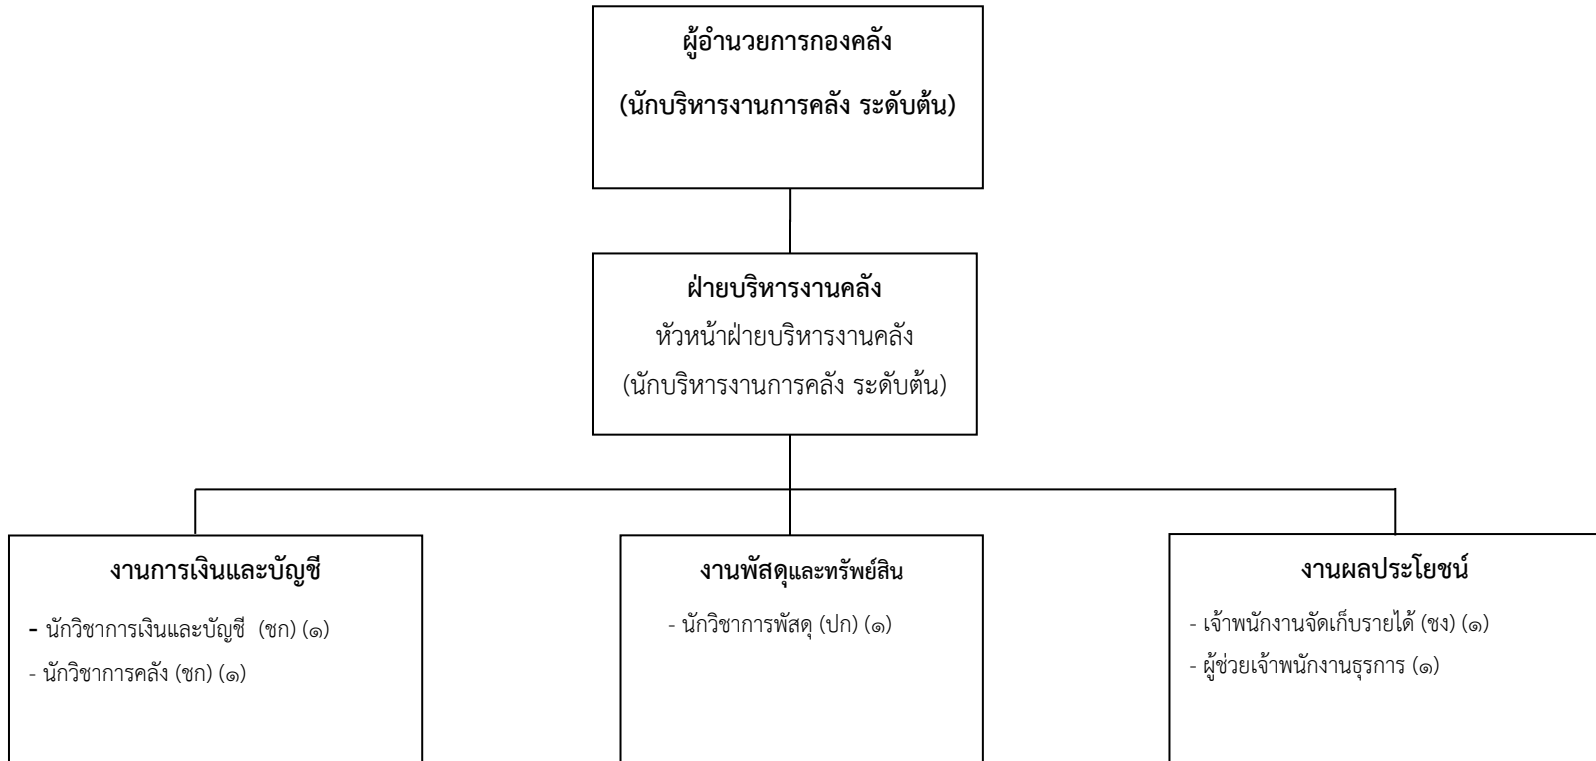 ผู้อำนวยการกองคลัง
(นักบริหารงานการคลัง ระดับต้น)
ฝ่ายบริหารงานคลัง
หัวหน้าฝ่ายบริหารงานคลัง
(นักบริหารงานการคลัง ระดับต้น)
งานการเงินและบัญชี
- นักวิชาการเงินและบัญชี (ชก) (๑)
- นักวิชาการคลัง (ชก) (๑)
งานพัสดุและทรัพย์สิน
- นักวิชาการพัสดุ (ปก) (๑)
งานผลประโยชน์
- เจ้าพนักงานจัดเก็บรายได้ (ชง) (๑)
- ผู้ช่วยเจ้าพนักงานธุรการ (๑)